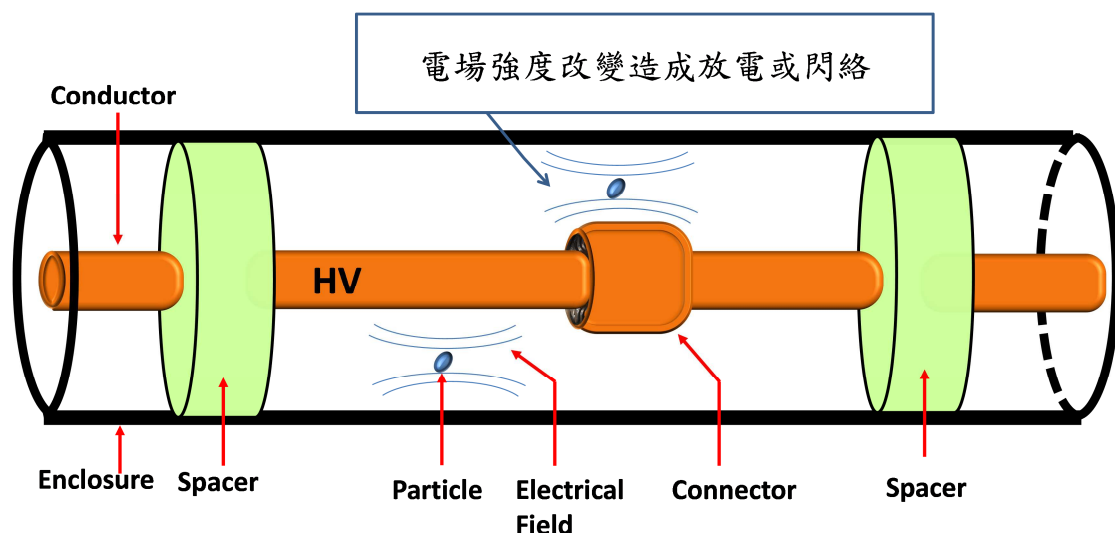 電場強度改變造成放電或閃絡
Conductor
HV
Enclosure
Spacer
Particle
Electrical
Field
Connector
Spacer